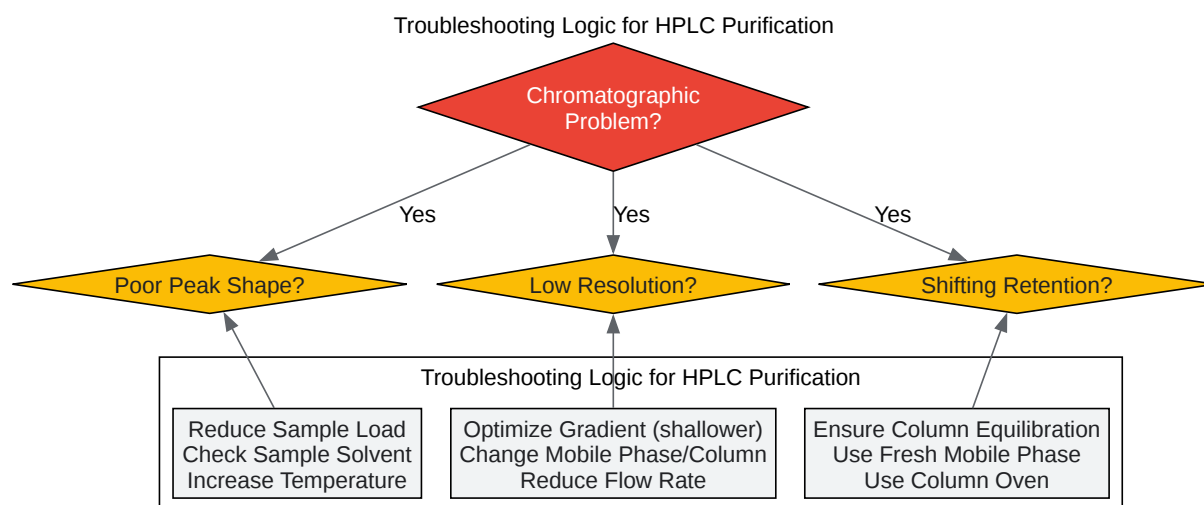 Troubleshooting Logic for HPLC Purification
Chromatographic
Problem?
Yes
Yes
Yes
Poor Peak Shape?
Low Resolution?
Shifting Retention?
Troubleshooting Logic for HPLC Purification
Reduce Sample Load
Check Sample Solvent
Increase Temperature
Optimize Gradient (shallower)
Change Mobile Phase/Column
Reduce Flow Rate
Ensure Column Equilibration
Use Fresh Mobile Phase
Use Column Oven